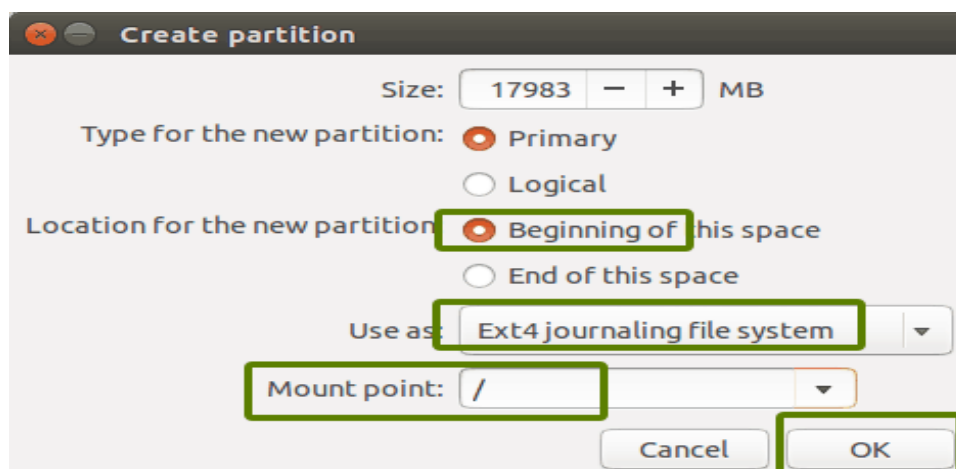 Create partition
Size: 17983 − + MB
Type for the new partition: Primary
Logical
Location for the new partition Beginning of this space
End of this space
Use as: Ext4 journaling file system
Mount point: /
Cancel OK